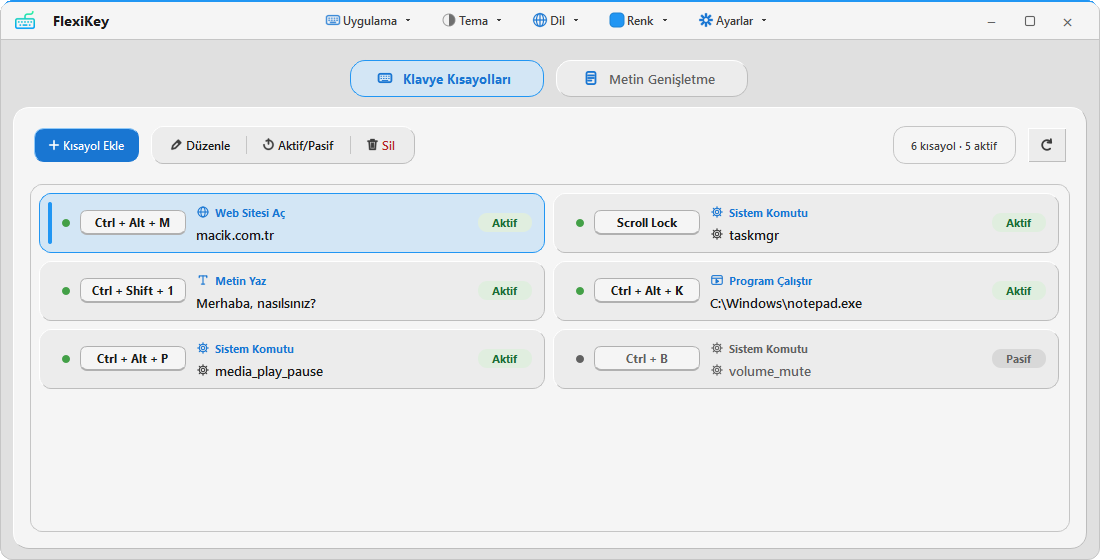 FlexiKey
Uygulama
Tema
Dil
Renk
Ayarlar
Klavye Kısayolları
Metin Genişletme
+ Kısayol Ekle
Düzenle
Aktif/Pasif
Sil
6 kısayol · 5 aktif
Ctrl + Alt + M
Web Sitesi Aç
macik.com.tr
Aktif
Scroll Lock
Sistem Komutu
taskmgr
Aktif
Ctrl + Shift + 1
Metin Yaz
Merhaba, nasılsınız?
Aktif
Ctrl + Alt + K
Program Çalıştır
C:\Windows\notepad.exe
Aktif
Ctrl + Alt + P
Sistem Komutu
media_play_pause
Aktif
Ctrl + B
Sistem Komutu
volume_mute
Pasif